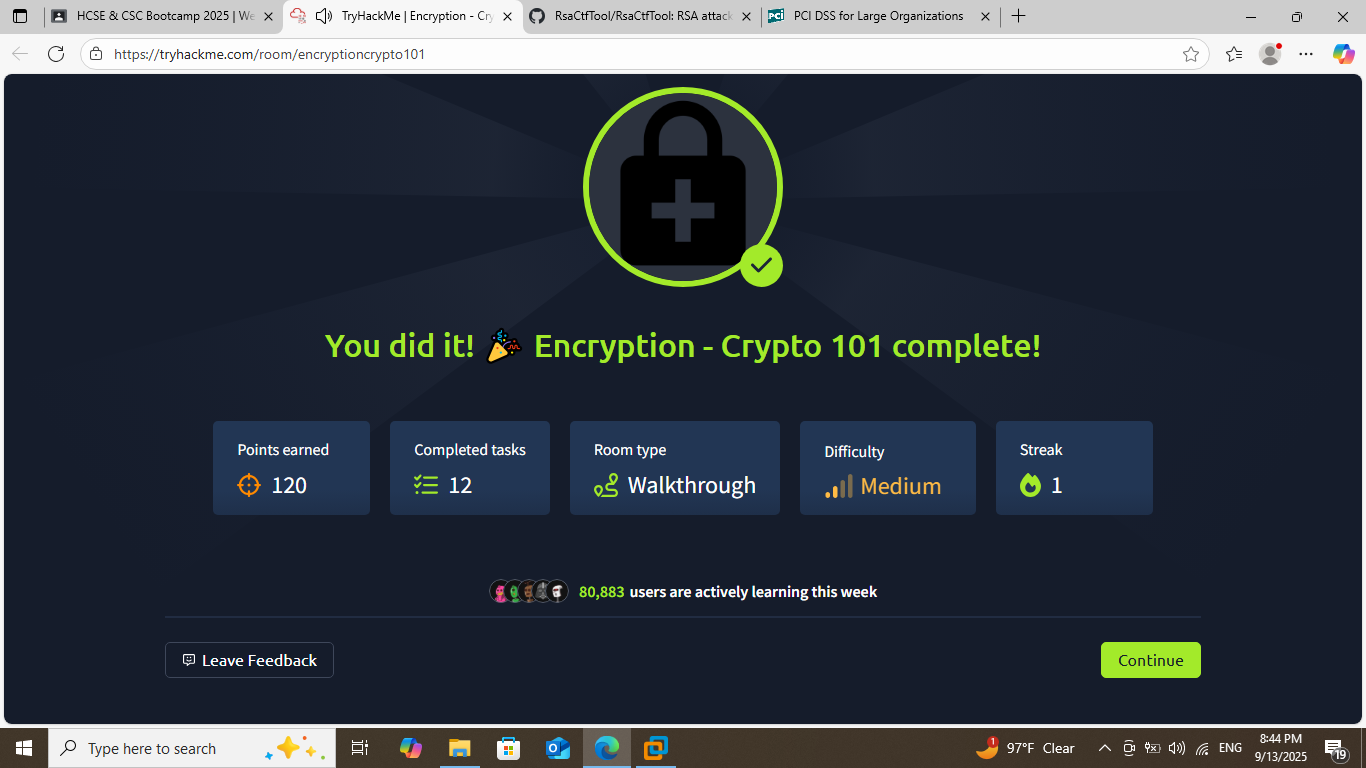 HCSE & CSC Bootcamp 2025 | We
TryHackMe | Encryption - Cry
RsaCtfTool/RsaCtfTool: RSA attack
PCI DSS for Large Organizations
https://tryhackme.com/room/encryptioncrypto101
You did it! 🎉 Encryption - Crypto 101 complete!
Points earned
120
Completed tasks
12
Room type
Walkthrough
Difficulty
Medium
Streak
1
80,883 users are actively learning this week
Leave Feedback
Continue
Type here to search
1
97°F Clear
ENG
8:44 PM
9/13/2025
19